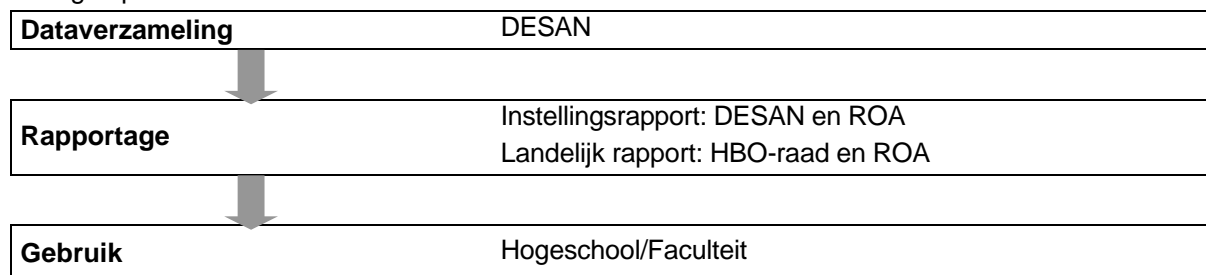 Dataverzameling DESAN
Rapportage
Instellingsrapport: DESAN en ROA
Landelijk rapport: HBO-raad en ROA
Gebruik Hogeschool/Faculteit